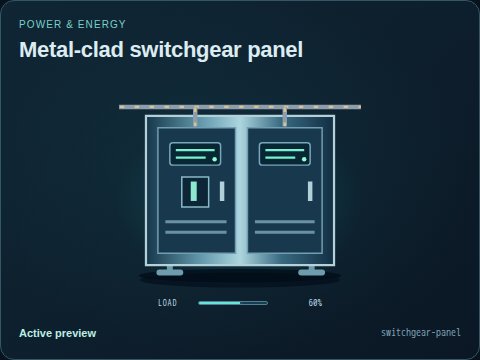 POWER & ENERGY
Metal-clad switchgear panel
LOAD 60%
Active preview
switchgear-panel